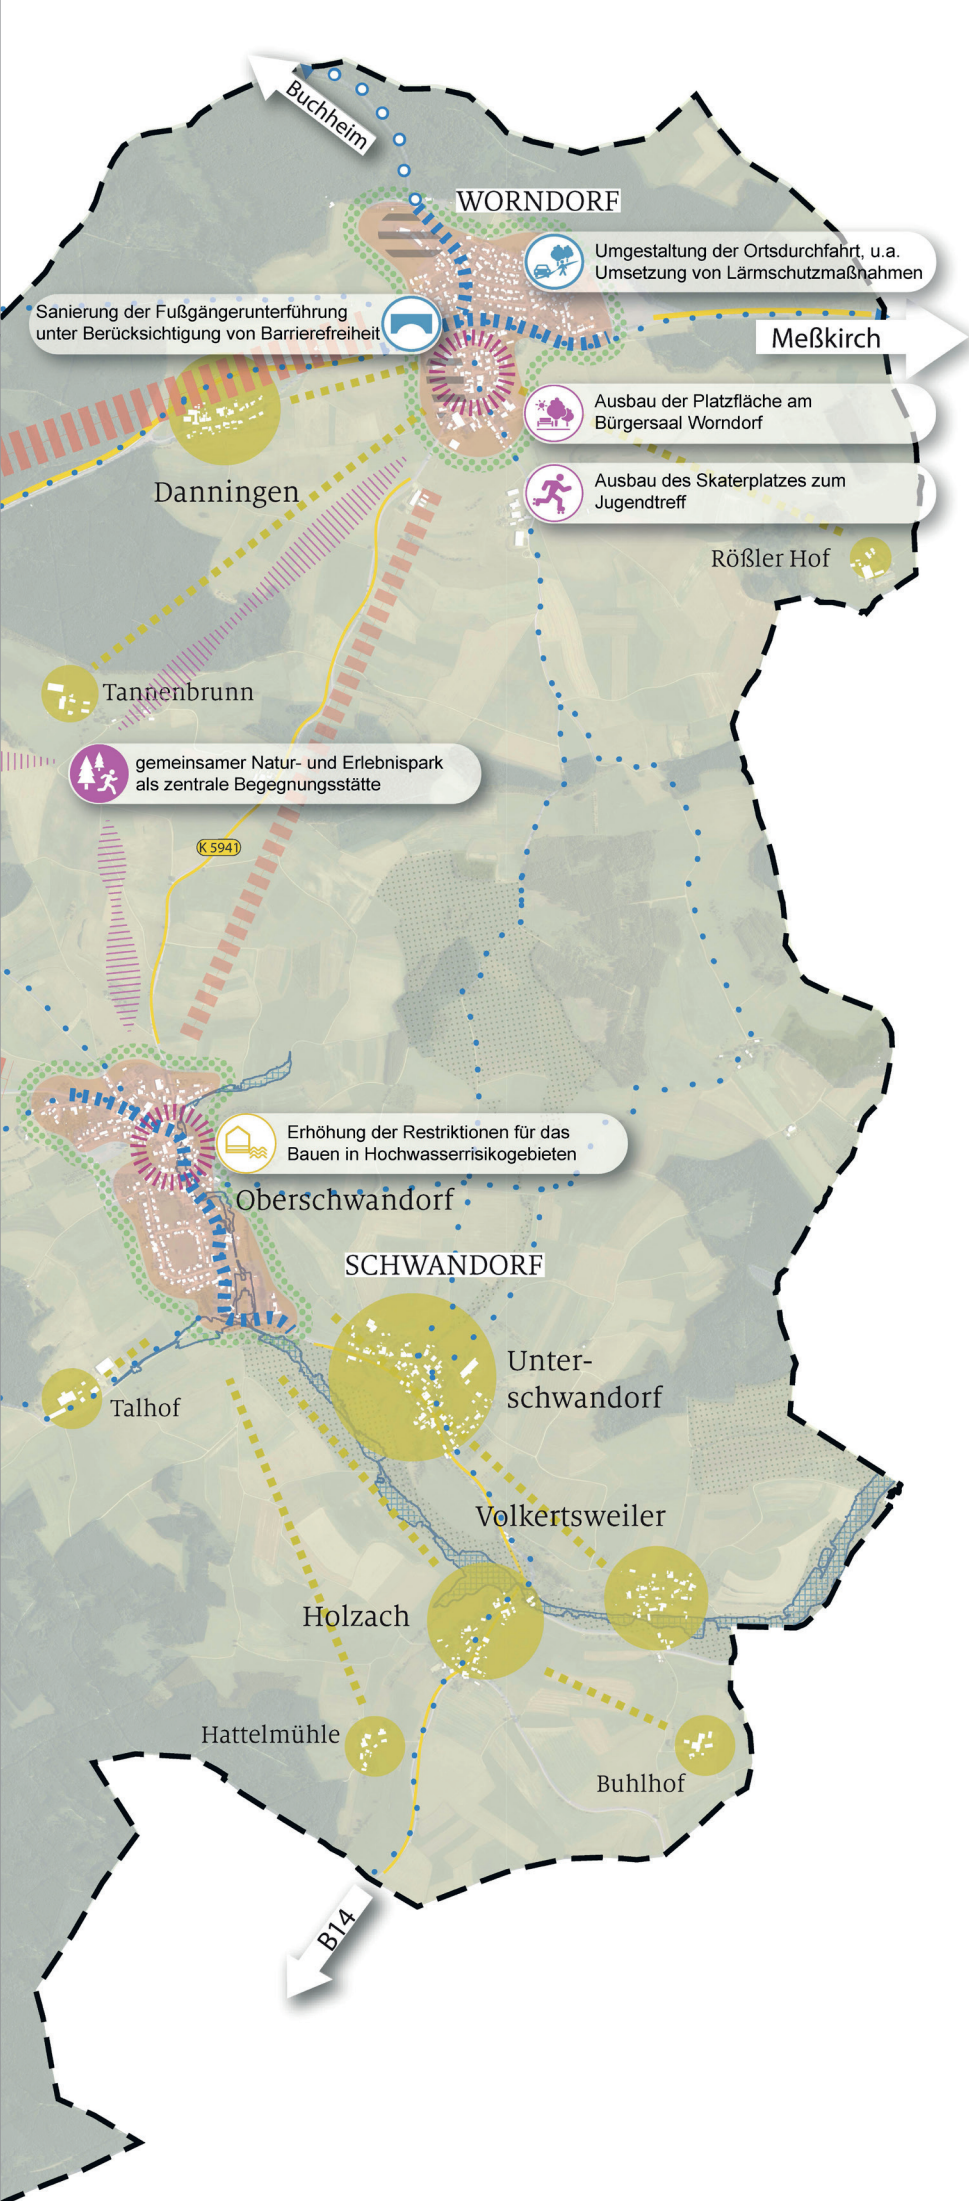 Buchheim
WORNDORF
Umgestaltung der Ortsdurchfahrt, u.a.
Umsetzung von Lärmschutzmaßnahmen
Sanierung der Fußgängerunterführung
unter Berücksichtigung von Barrierefreiheit
Meßkirch
Ausbau der Platzfläche am
Bürgersaal Worndorf
Danningen
Ausbau des Skaterplatzes zum
Jugendtreff
Rößler Hof
Tannenbrunn
gemeinsamer Natur- und Erlebnispark
als zentrale Begegnungsstätte
K 5941
Erhöhung der Restriktionen für das
Bauen in Hochwasserrisikogebieten
Oberschwandorf
SCHWANDORF
Unter-
schwandorf
Talhof
Volkertsweiler
Holzach
Hattelmühle
Buhlhof
B14